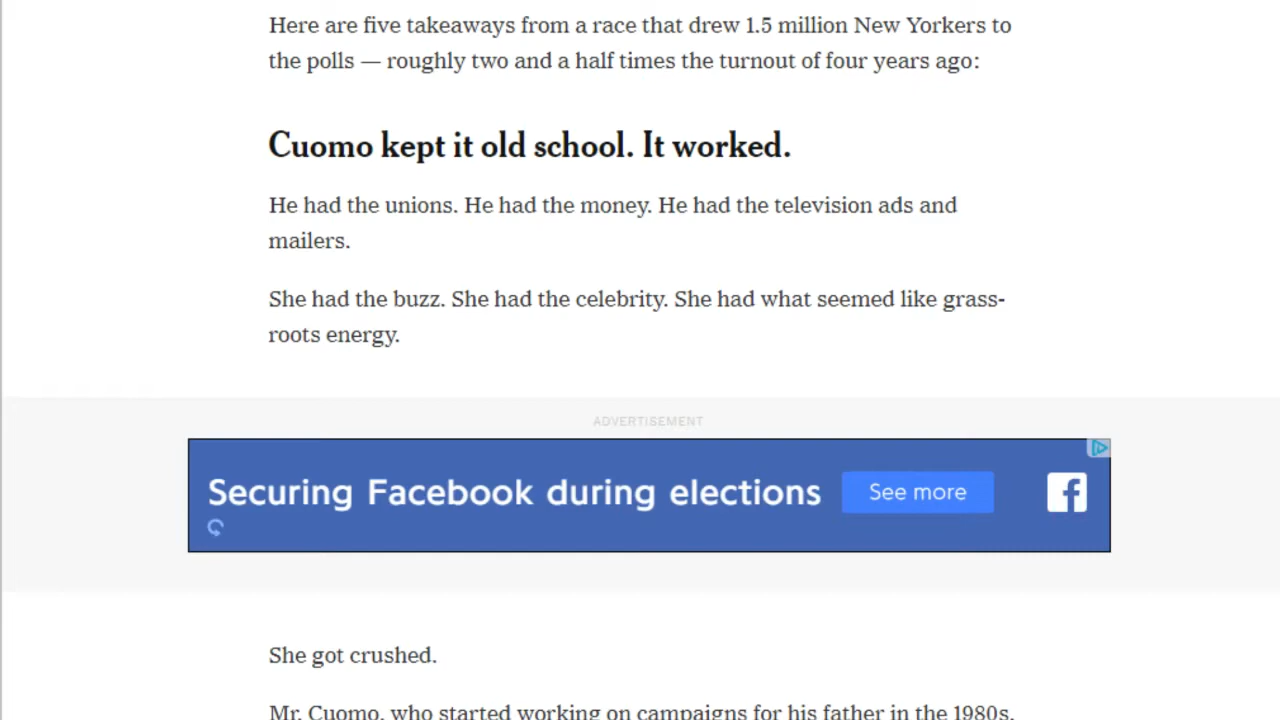 Here are five takeaways from a race that drew 1.5 million New Yorkers to
the polls — roughly two and a half times the turnout of four years ago:
Cuomo kept it old school. It worked.
He had the unions. He had the money. He had the television ads and
mailers.
She had the buzz. She had the celebrity. She had what seemed like grass-
roots energy.
ADVERTISEMENT
Securing Facebook during elections
See more
She got crushed.
Mr. Cuomo, who started working on campaigns for his father in the 1980s,